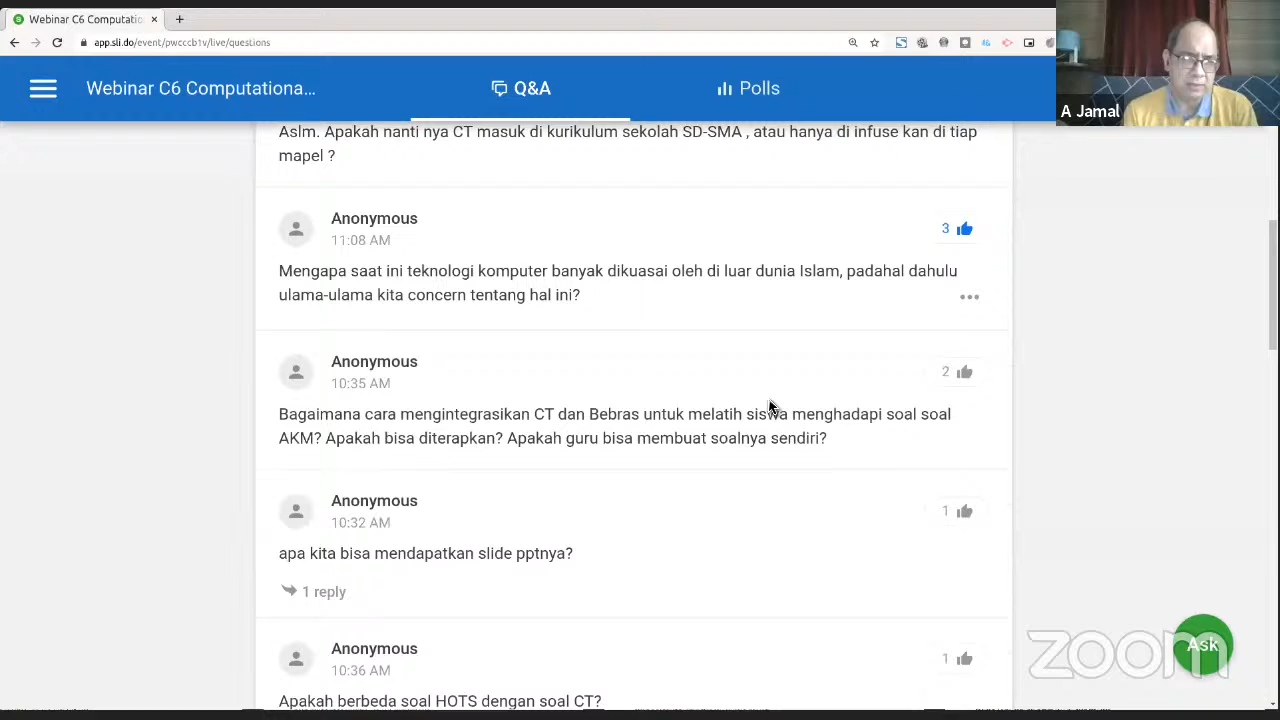 Webinar C6 Computatio
app.sli.do/event/pwcccb1v/live/questions
Webinar C6 Computationa...
Q&A
Polls
A Jamal
Aslm. Apakah nanti nya CT masuk di kurikulum sekolah SD-SMA , atau hanya di infuse kan di tiap
mapel ?
Anonymous
3
11:08 AM
Mengapa saat ini teknologi komputer banyak dikuasai oleh di luar dunia Islam, padahal dahulu
ulama-ulama kita concern tentang hal ini?
Anonymous
2
10:35 AM
Bagaimana cara mengintegrasikan CT dan Bebras untuk melatih siswa menghadapi soal soal
AKM? Apakah bisa diterapkan? Apakah guru bisa membuat soalnya sendiri?
Anonymous
1
10:32 AM
apa kita bisa mendapatkan slide pptnya?
1 reply
Anonymous
1
10:36 AM
Apakah berbeda soal HOTS dengan soal CT?
Ask
zoom